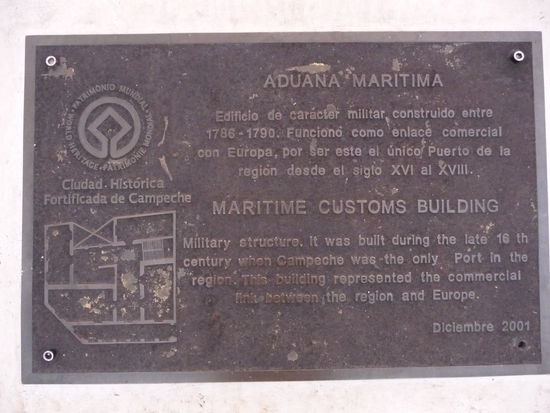 PATRIMONIO MUNDIAL • WORLD HERITAGE • PATRIMOINE MONDIAL
Ciudad Histórica
Fortificada de Campeche
ADUANA MARITIMA
Edificio de carácter militar, construido entre
1786 - 1790. Funcionó como enlace comercial
con Europa, por ser este el único Puerto de la
región desde el siglo XVI al XVIII.
MARITIME CUSTOMS BUILDING
Military structure. It was built during the late 16 th
century when Campeche was the only Port in the
region. This building represented the commercial
link between the region and Europe.
Diciembre 2001